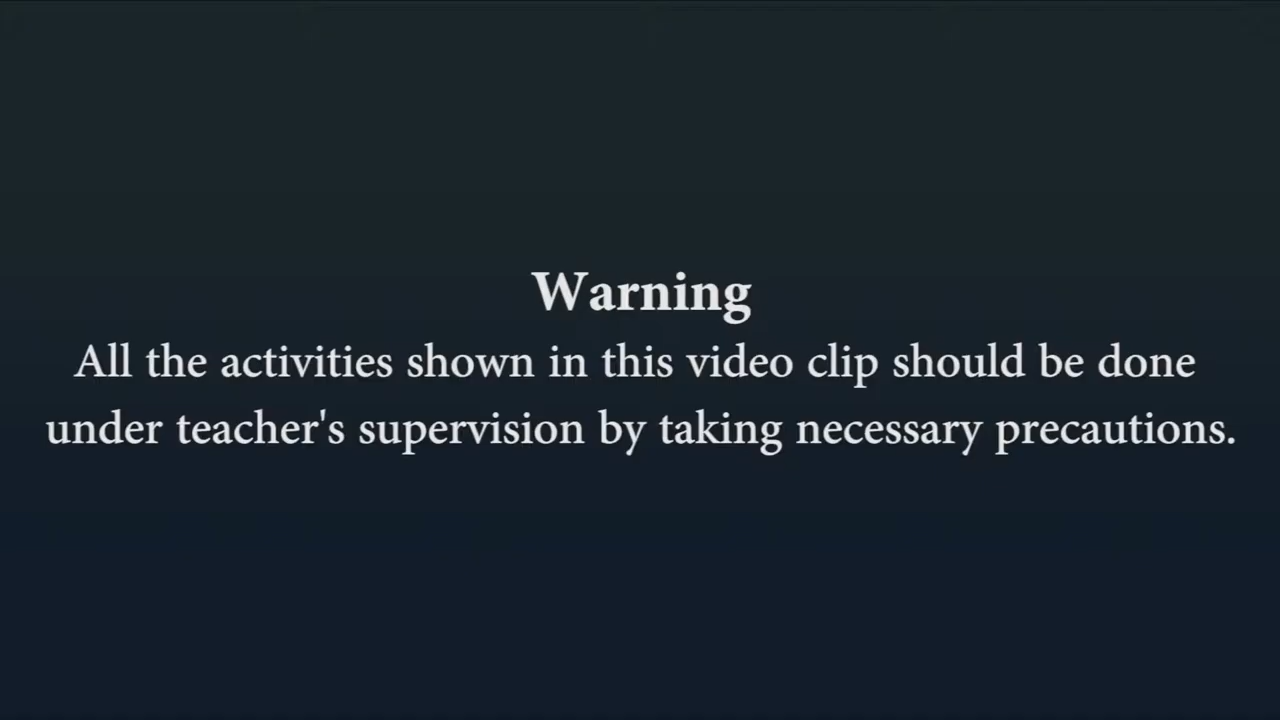 Warning
All the activities shown in this video clip should be done
under teacher's supervision by taking necessary precautions.